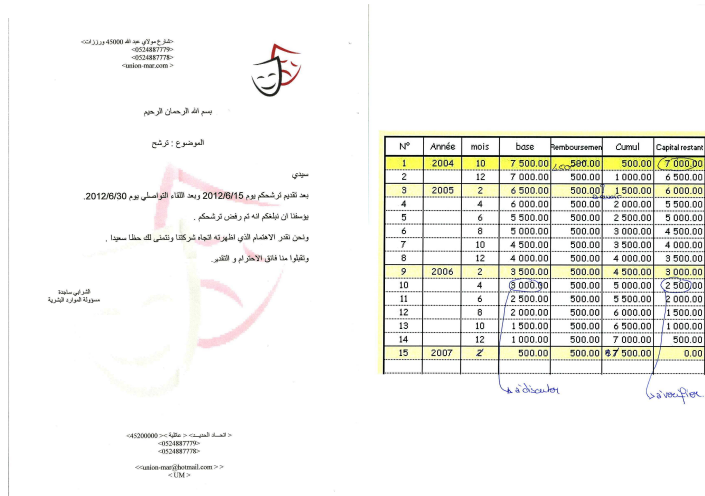 <شارع مولاي عبد الله 45000 ورززات>
<0524887779>
<0524887778>
<union-mar.com >
بسم الله الرحمان الرحيم
الموضوع : ترشح
سيدي
بعد تقديم ترشحكم يوم 2012/6/15 وبعد اللقاء التواصلي يوم 2012/6/30.
يؤسفنا ان نبلغكم انه تم رفض ترشحكم .
ونحن نقدر الاهتمام الذي اظهرته اتجاه شركتنا ونتمنى لك حظا سعيدا .
وتقبلوا منا فائق الاحترام و التقدير.
الشرابي ساجدة
مسؤولة الموارد البشرية
<45200000 ><
<0524887779>
<0524887778>
<<union-mar@hotmail.com > >
< UM >
N° Année mois base Remboursemen Cumul Capital restant
1 2004 10 7 500.00 500.00 500.00 7 000.00
450
2 12 7 000.00 500.00 1 000.00 6 500.00
3 2005 2 6 500.00 500.00 1 500.00 6 000.00
4 4 6 000.00 500.00 2 000.00 5 500.00
5 6 5 500.00 500.00 2 500.00 5 000.00
6 8 5 000.00 500.00 3 000.00 4 500.00
7 10 4 500.00 500.00 3 500.00 4 000.00
8 12 4 000.00 500.00 4 000.00 3 500.00
9 2006 2 3 500.00 500.00 4 500.00 3 000.00
10 4 3 000.00 500.00 5 000.00 2 500.00
11 6 2 500.00 500.00 5 500.00 2 000.00
12 8 2 000.00 500.00 6 000.00 1 500.00
13 10 1 500.00 500.00 6 500.00 1 000.00
14 12 1 000.00 500.00 7 000.00 500.00
15 2007 2 500.00 500.00 7 500.00 0.00
à discuter
à verifier